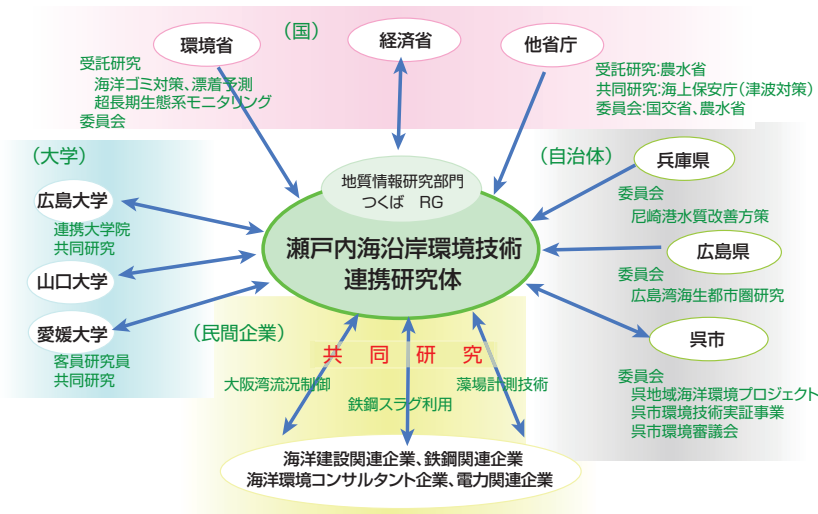 （国）
環境省
経済省
他省庁
受託研究
海洋ゴミ対策、漂着予測
超長期生態系モニタリング
委員会
受託研究:農水省
共同研究:海上保安庁（津波対策）
委員会:国交省、農水省
（大学）
広島大学
連携大学院
共同研究
山口大学
愛媛大学
客員研究員
共同研究
地質情報研究部門
つくば　RG
瀬戸内海沿岸環境技術
連携研究体
（自治体）
兵庫県
委員会
尼崎港水質改善方策
広島県
委員会
広島湾海生都市圏研究
呉市
委員会
呉地域海洋環境プロジェクト
呉市環境技術実証事業
呉市環境審議会
（民間企業）
共　同　研　究
大阪湾流況制御
鉄鋼スラグ利用
藻場計測技術
海洋建設関連企業、鉄鋼関連企業
海洋環境コンサルタント企業、電力関連企業